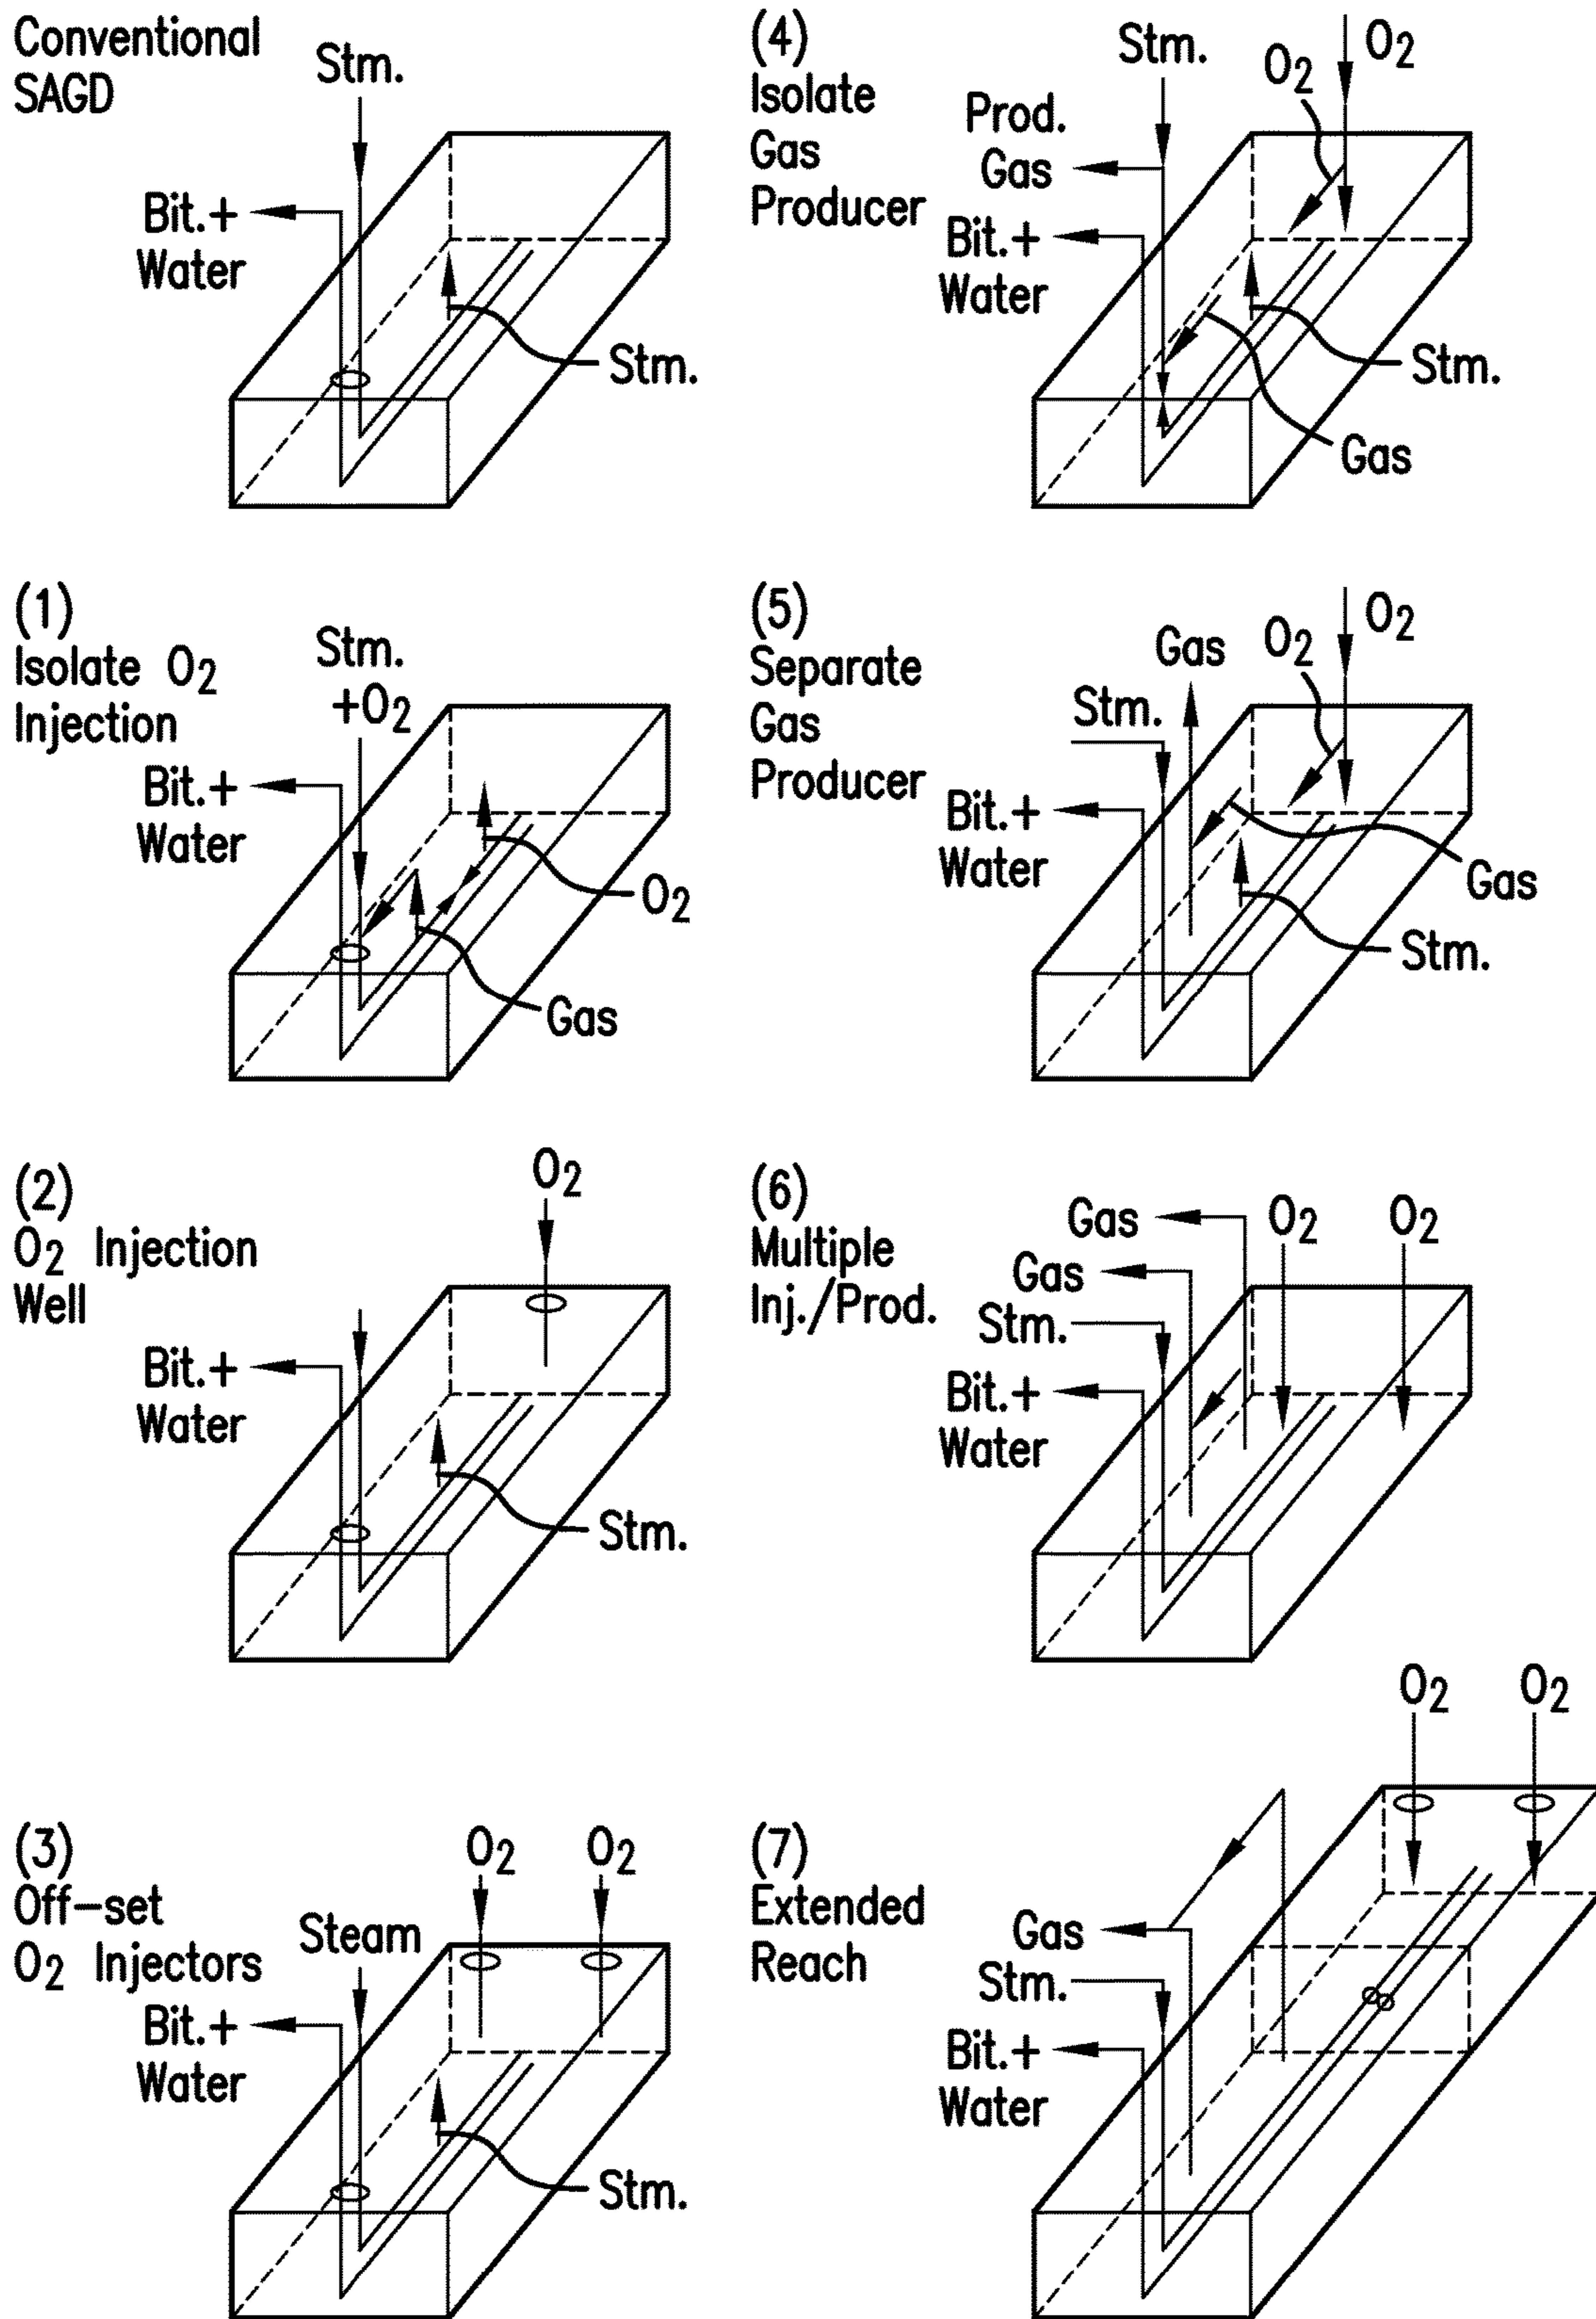 Conventional
SAGD
Stm.
Bit.+
Water
Stm.
(1)
Isolate O2
Injection
Stm.
+O2
Bit.+
Water
O2
Gas
(2)
O2 Injection
Well
O2
Bit.+
Water
Stm.
(3)
Off-set
O2 Injectors
O2 O2
Steam
Bit.+
Water
Stm.
(4)
Isolate
Gas
Producer
Stm.
O2
O2
Prod.
Gas
Bit.+
Water
Stm.
Gas
(5)
Separate
Gas
Producer
Gas
O2
O2
Stm.
Bit.+
Water
Gas
Stm.
(6)
Multiple
Inj./Prod.
Gas
O2 O2
Gas
Stm.
Bit.+
Water
(7)
Extended
Reach
O2 O2
Gas
Stm.
Bit.+
Water